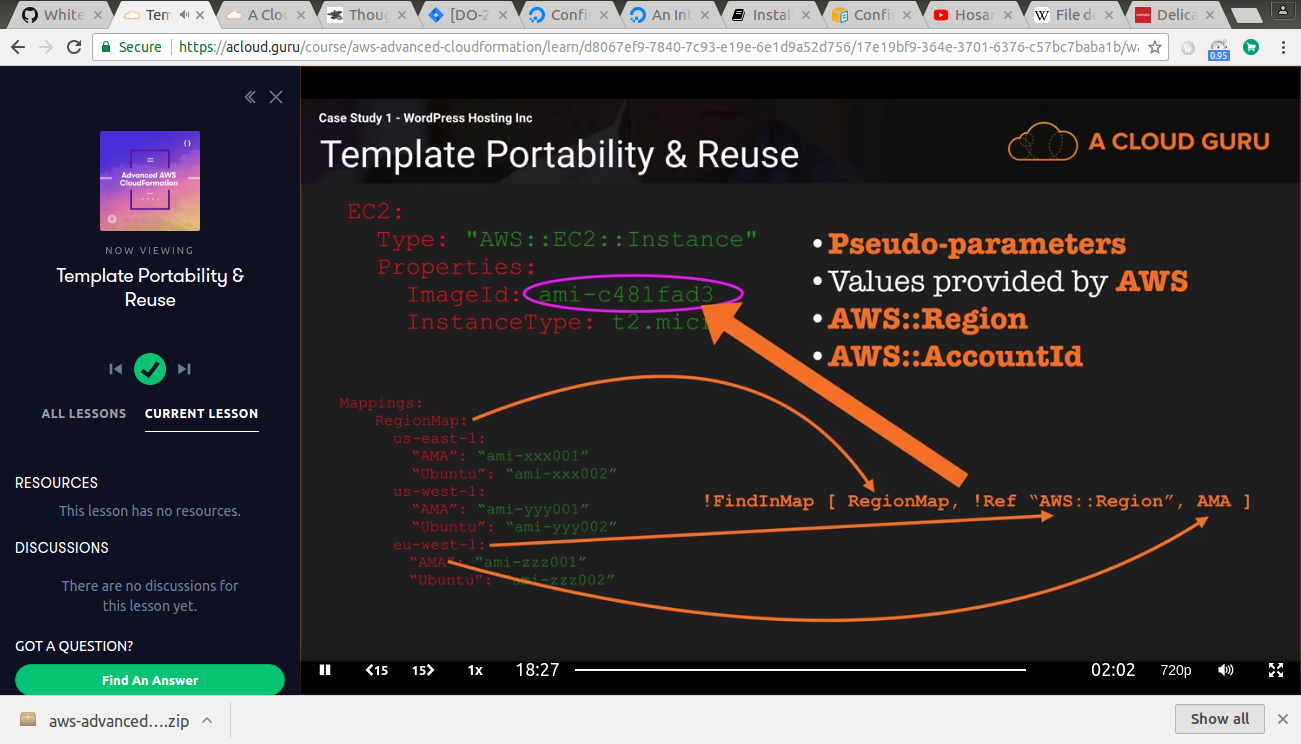 White
Tem
A Clou
Thoug
[DO-2
Config
An Int
Install
Config
Hosan
File de
Delica
Secure
https://acloud.guru/course/aws-advanced-cloudformation/learn/d8067ef9-7840-7c93-e19e-6e1d9a52d756/17e19bf9-364e-3701-6376-c57bc7baba1b/wa
0.95
{}
Advanced AWS
CloudFormation
NOW VIEWING
Template Portability &
Reuse
ALL LESSONS
CURRENT LESSON
RESOURCES
This lesson has no resources.
DISCUSSIONS
There are no discussions for
this lesson yet.
GOT A QUESTION?
Find An Answer
Case Study 1 - WordPress Hosting Inc
Template Portability & Reuse
A CLOUD GURU
EC2:
Type: "AWS::EC2::Instance"
Properties:
ImageId: ami-c481fad3
InstanceType: t2.micr
• Pseudo-parameters
• Values provided by AWS
• AWS::Region
• AWS::AccountId
Mappings:
RegionMap:
us-east-1:
“AMA”: “ami-xxx001”
“Ubuntu”: “ami-xxx002”
us-west-1:
“AMA”: “ami-yyy001”
“Ubuntu”: “ami-yyy002”
eu-west-1:
“AMA”: “ami-zzz001”
“Ubuntu”: “ami-zzz002”
!FindInMap [ RegionMap, !Ref “AWS::Region”, AMA ]
15
15
1x
18:27
02:02
720p
aws-advanced....zip
Show all